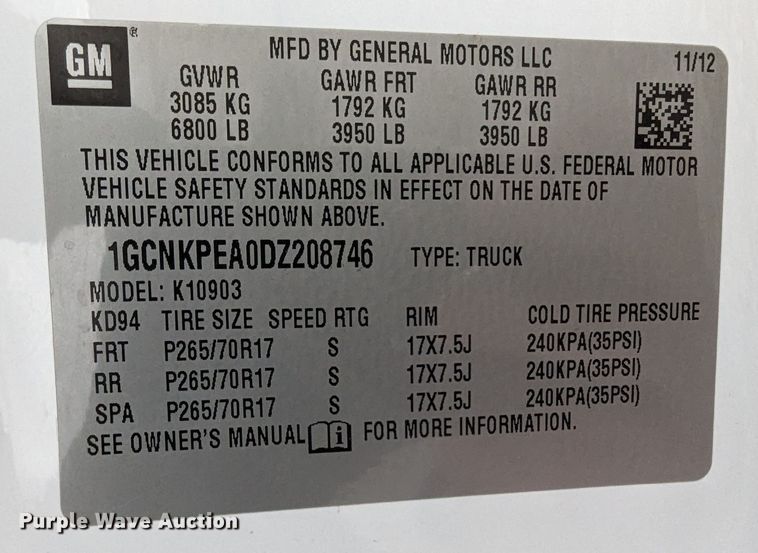 GM
MFD BY GENERAL MOTORS LLC 11/12
GVWR GAWR FRT GAWR RR
3085 KG 1792 KG 1792 KG
6800 LB 3950 LB 3950 LB
THIS VEHICLE CONFORMS TO ALL APPLICABLE U.S. FEDERAL MOTOR
VEHICLE SAFETY STANDARDS IN EFFECT ON THE DATE OF
MANUFACTURE SHOWN ABOVE.
1GCNKPEA0DZ208746 TYPE: TRUCK
MODEL: K10903
KD94 TIRE SIZE SPEED RTG RIM COLD TIRE PRESSURE
FRT P265/70R17 S 17X7.5J 240KPA(35PSI)
RR P265/70R17 S 17X7.5J 240KPA(35PSI)
SPA P265/70R17 S 17X7.5J 240KPA(35PSI)
SEE OWNER'S MANUAL i FOR MORE INFORMATION.
Purple Wave Auction